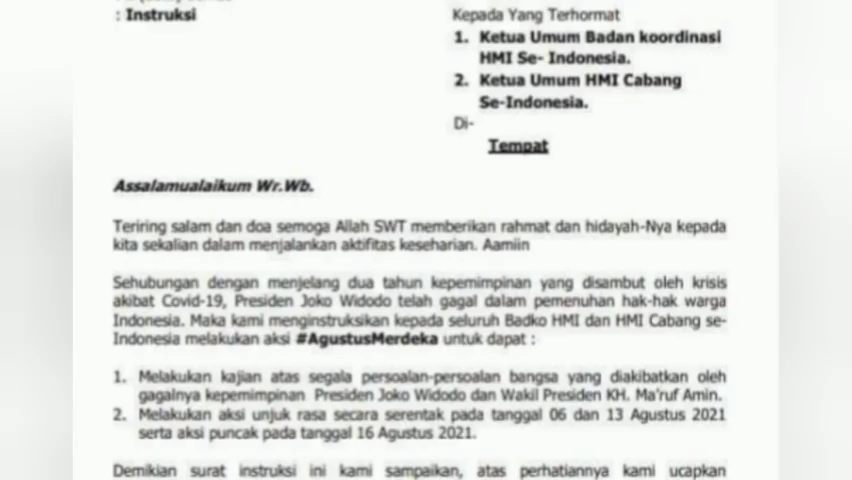 : Instruksi
Kepada Yang Terhormat
1. Ketua Umum Badan koordinasi
HMI Se- Indonesia.
2. Ketua Umum HMI Cabang
Se-Indonesia.
Di-
Tempat
Assalamualaikum Wr.Wb.
Teriring salam dan doa semoga Allah SWT memberikan rahmat dan hidayah-Nya kepada
kita sekalian dalam menjalankan aktifitas keseharian. Aamiin
Sehubungan dengan menjelang dua tahun kepemimpinan yang disambut oleh krisis
akibat Covid-19, Presiden Joko Widodo telah gagal dalam pemenuhan hak-hak warga
Indonesia. Maka kami menginstruksikan kepada seluruh Badko HMI dan HMI Cabang se-
Indonesia melakukan aksi #AgustusMerdeka untuk dapat :
1. Melakukan kajian atas segala persoalan-persoalan bangsa yang diakibatkan oleh
gagalnya kepemimpinan Presiden Joko Widodo dan Wakil Presiden KH. Ma'ruf Amin.
2. Melakukan aksi unjuk rasa secara serentak pada tanggal 06 dan 13 Agustus 2021
serta aksi puncak pada tanggal 16 Agustus 2021.
Demikian surat instruksi ini kami sampaikan, atas perhatiannya kami ucapkan